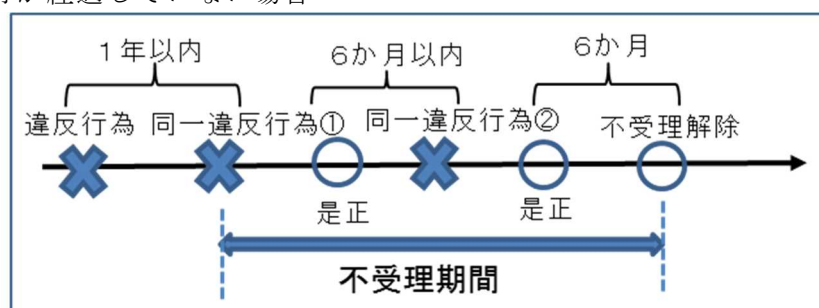 １年以内 6か月以内 6か月
違反行為 同一違反行為① 同一違反行為② 不受理解除
是正 是正
不受理期間